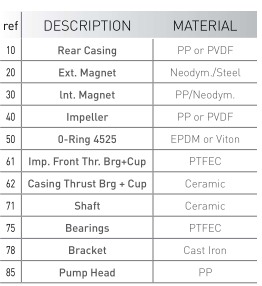 ref DESCRIPTION MATERIAL
10 Rear Casing PP or PVDF
20 Ext. Magnet Neodym./Steel
30 Int. Magnet PP/Neodym.
40 Impeller PP or PVDF
50 O-Ring 4525 EPDM or Viton
61 Imp. Front Thr. Brg+Cup PTFEC
62 Casing Thrust Brg + Cup Ceramic
71 Shaft Ceramic
75 Bearings PTFEC
78 Bracket Cast Iron
85 Pump Head PP